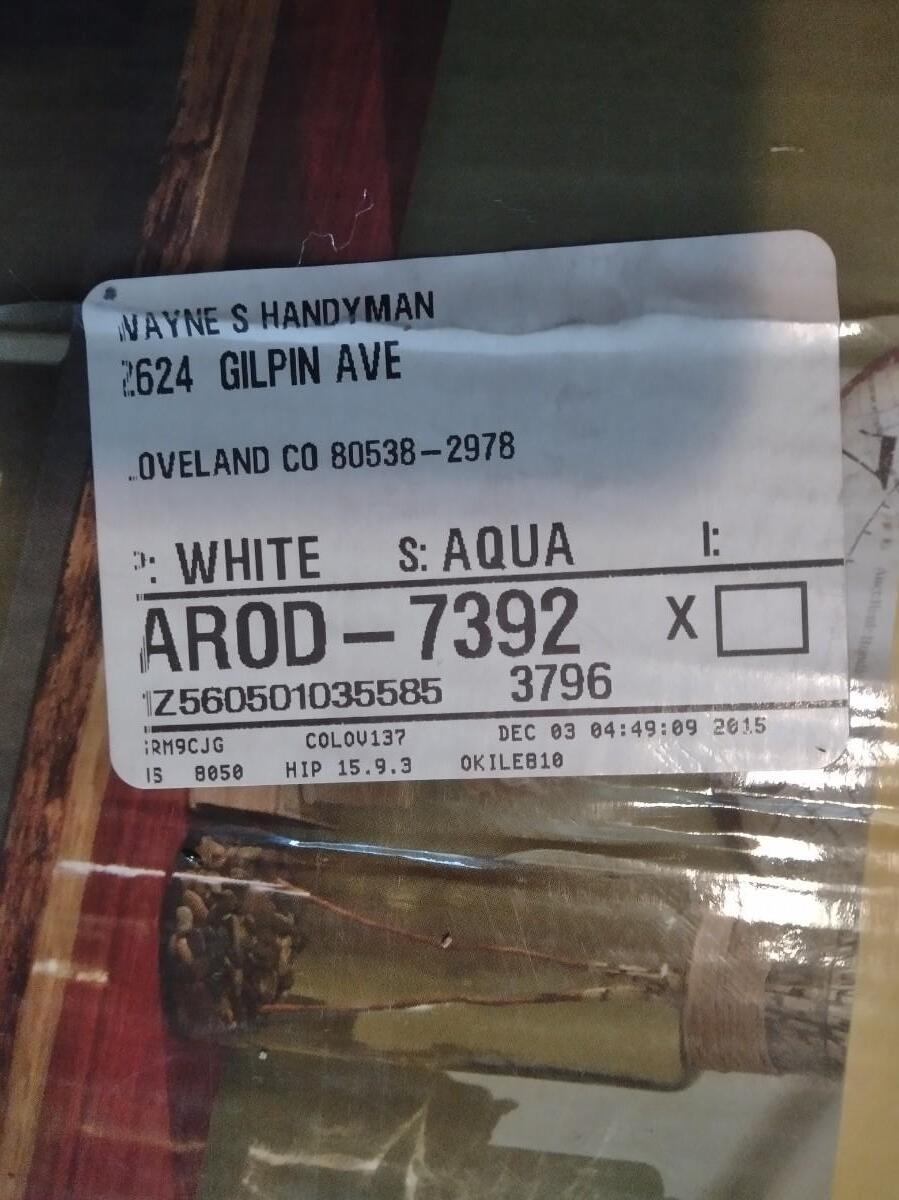 WAYNE S HANDYMAN
2624 GILPIN AVE
LOVELAND CO 80538-2978
P: WHITE S: AQUA I:
AROD-7392 X
1Z560501035585 3796
:RM9CJG COLOV137 DEC 03 04:49:09 2015
IS 8050 HIP 15.9.3 OKILE810